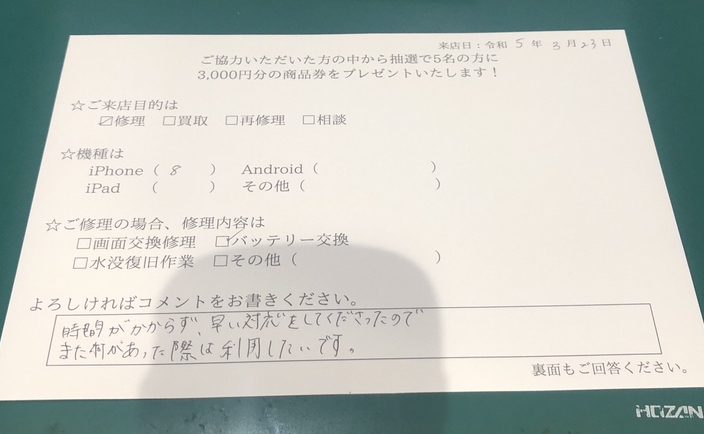 来店日:令和 5 年 3 月 23 日
ご協力いただいた方の中から抽選で5名の方に
3,000円分の商品券をプレゼントいたします!
☆ご来店目的は
☑修理 □買取 □再修理 □相談
☆機種は
iPhone ( 8 ) Android ( )
iPad ( ) その他 ( )
☆ご修理の場合、修理内容は
□画面交換修理 ☑バッテリー交換
□水没復旧作業 □その他 ( )
よろしければコメントをお書きください。
時間がかからず、早い対応をしてくださったので
また何があった際は利用したいです。
裏面もご回答ください。
HOZAN